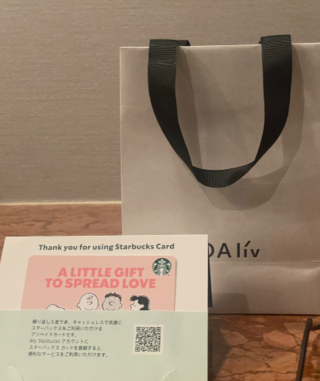 DA lív
Thank you for using Starbucks Card
A LITTLE GIFT
TO SPREAD LOVE
繰り返し入金でき、キャッシュレスで快適に
スターバックスをご利用いただける
プリペイドカードです。
My Starbucks アカウントに
スターバックス カードを登録すると、
便利なサービスをご利用いただけます。